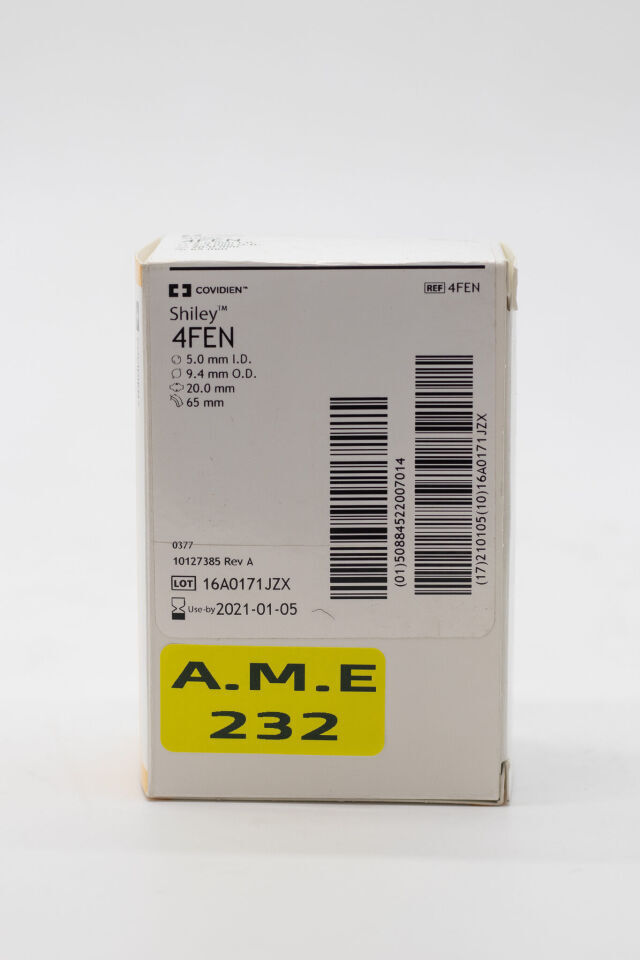 4FEN
COVIDIEN™
REF 4FEN
Shiley™
4FEN
5.0 mm I.D.
9.4 mm O.D.
20.0 mm
65 mm
(01)50884522007014
(17)210105(10)16A0171JZX
0377
10127385 Rev A
LOT 16A0171JZX
Use-by 2021-01-05
A.M.E
232